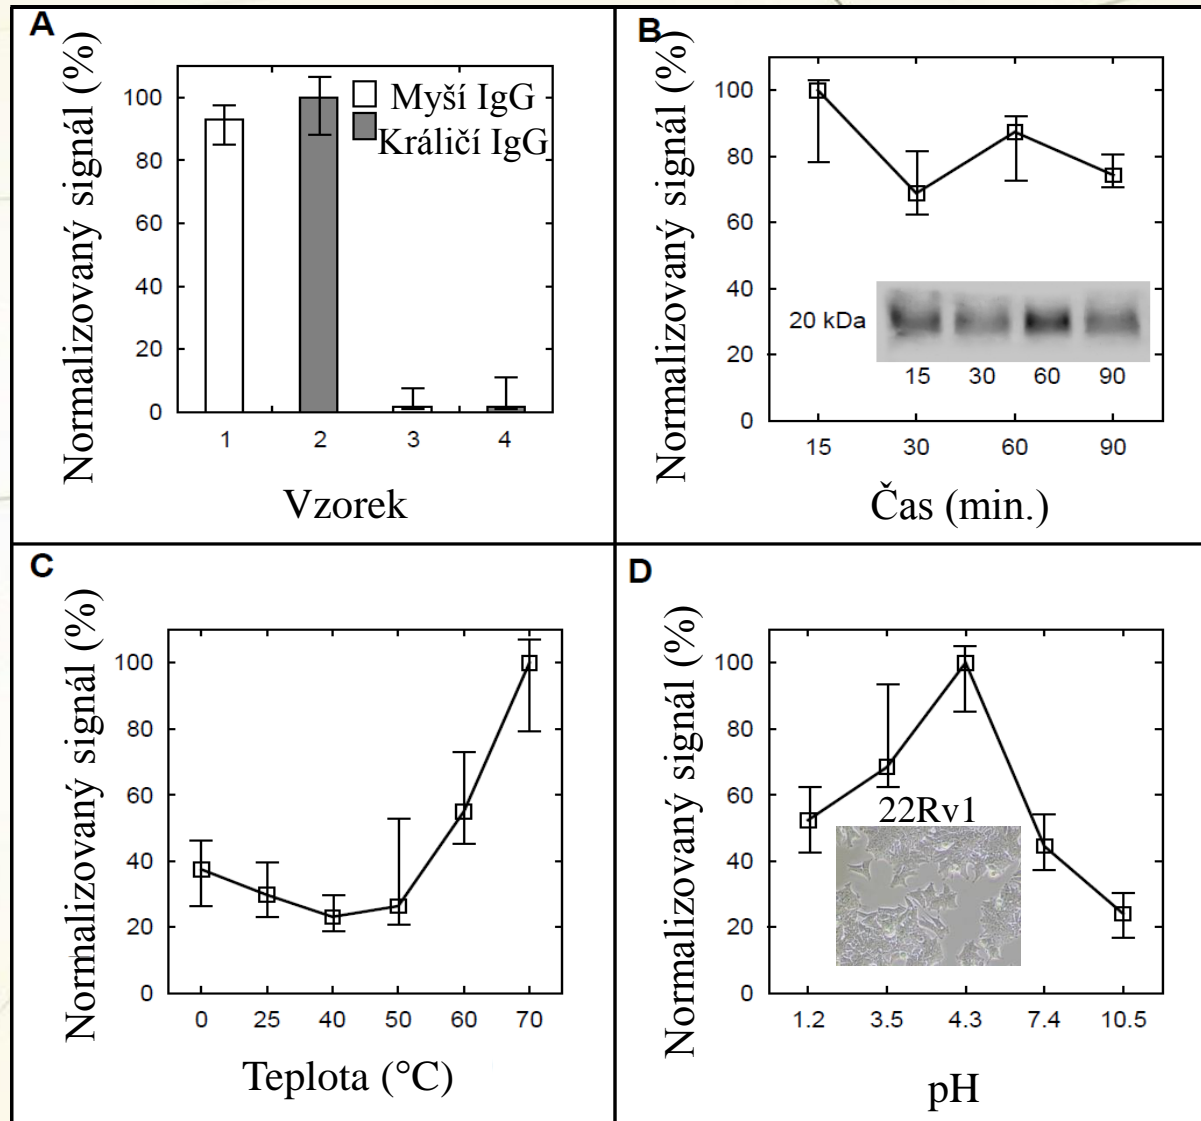 A
Normalizovaný signál (%)
100
80
60
40
20
0
Myší IgG
Králičí IgG
1 2 3 4
Vzorek
B
Normalizovaný signál (%)
100
80
60
40
20
0
20 kDa
15 30 60 90
15 30 60 90
Čas (min.)
C
Normalizovaný signál (%)
100
80
60
40
20
0
0 25 40 50 60 70
Teplota (°C)
D
Normalizovaný signál (%)
100
80
60
40
20
0
22Rv1
1.2 3.5 4.3 7.4 10.5
pH